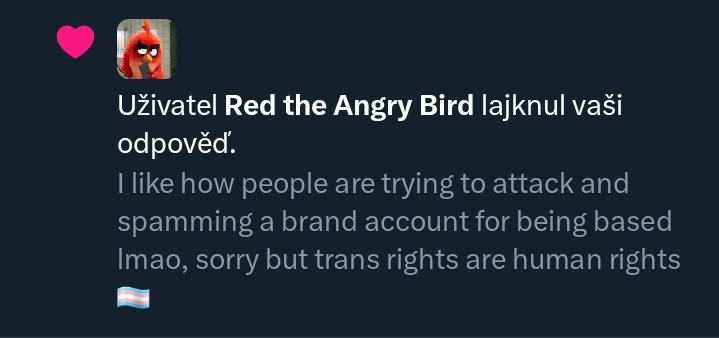 Uživatel Red the Angry Bird lajknul vaši
odpověď.
I like how people are trying to attack and
spamming a brand account for being based
lmao, sorry but trans rights are human rights
🏳️‍⚧️